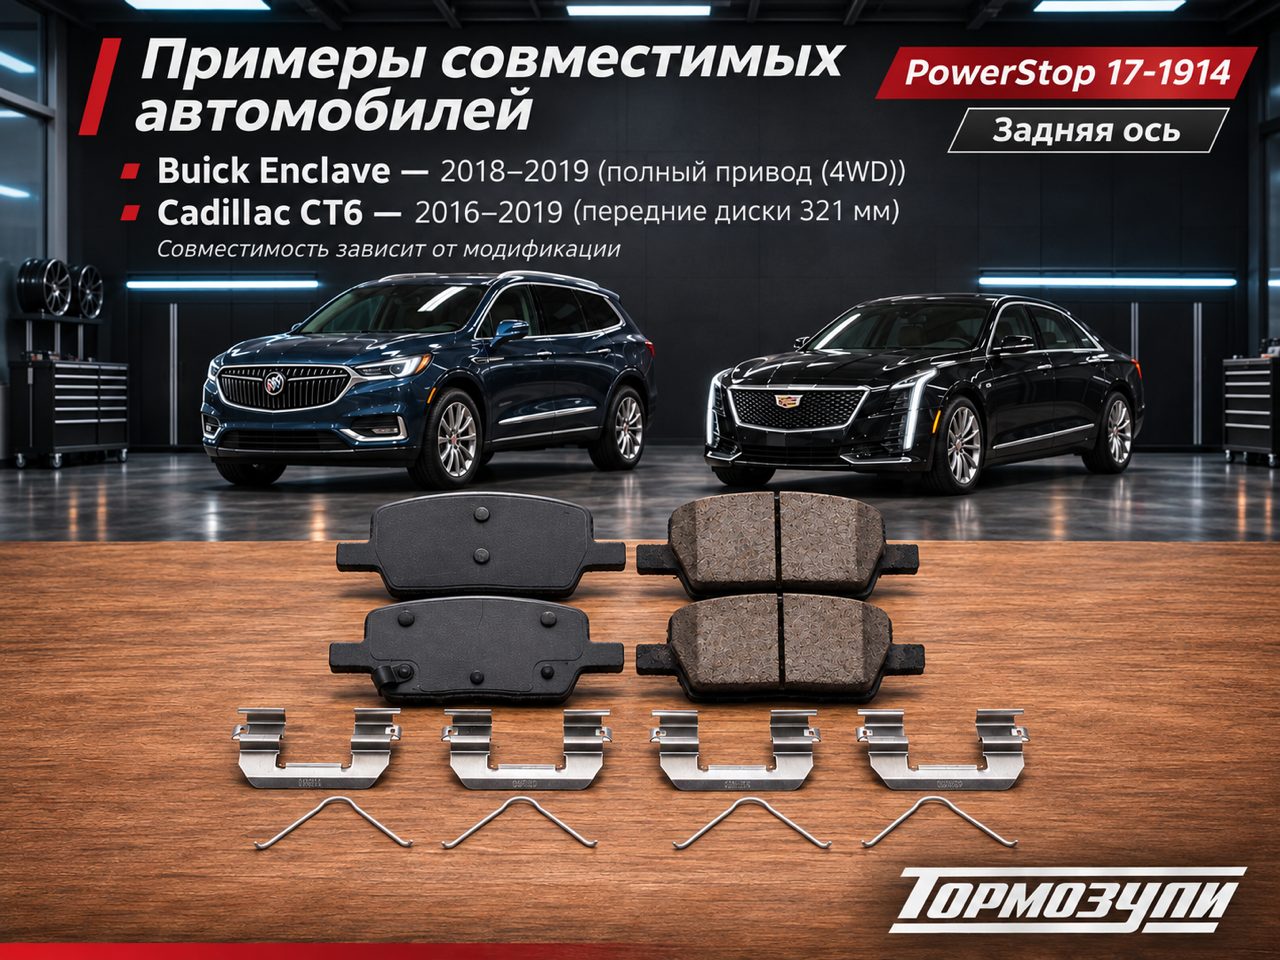 Примеры совместимых
автомобилей
PowerStop 17-1914
Задняя ось
Buick Enclave — 2018–2019 (полный привод (4WD))
Cadillac CT6 — 2016–2019 (передние диски 321 мм)
Совместимость зависит от модификации
ТОРМОЗУЛИ